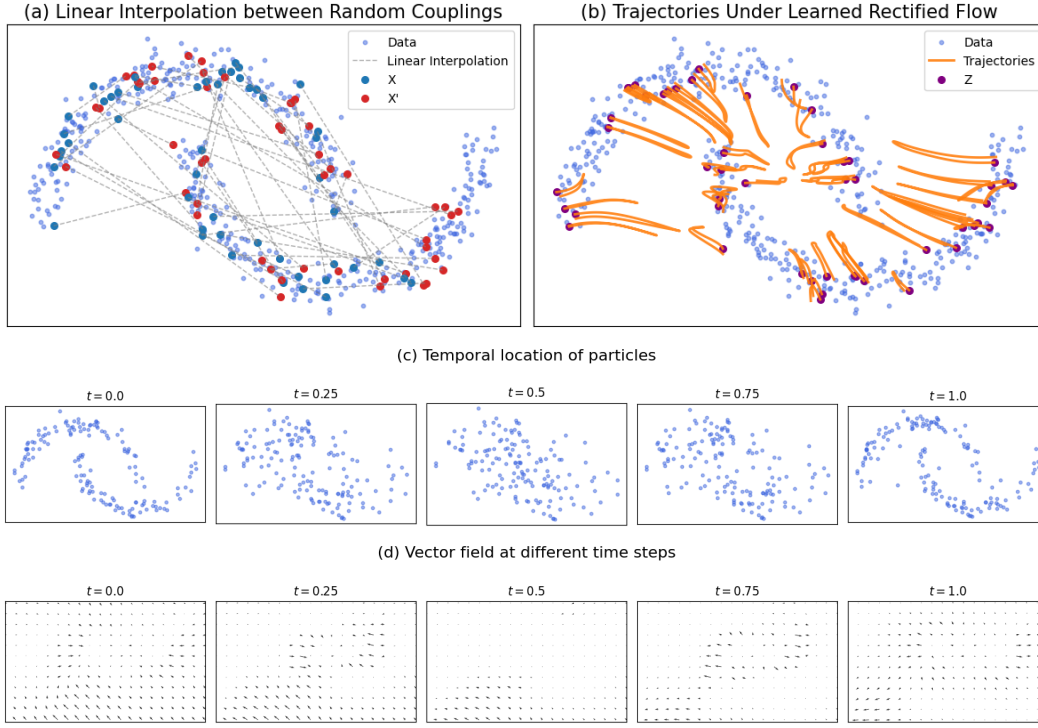 (a) Linear Interpolation between Random Couplings
Data
Linear Interpolation
X
X'
(b) Trajectories Under Learned Rectified Flow
Data
Trajectories
Z
(c) Temporal location of particles
t = 0.0
t = 0.25
t = 0.5
t = 0.75
t = 1.0
(d) Vector field at different time steps
t = 0.0
t = 0.25
t = 0.5
t = 0.75
t = 1.0